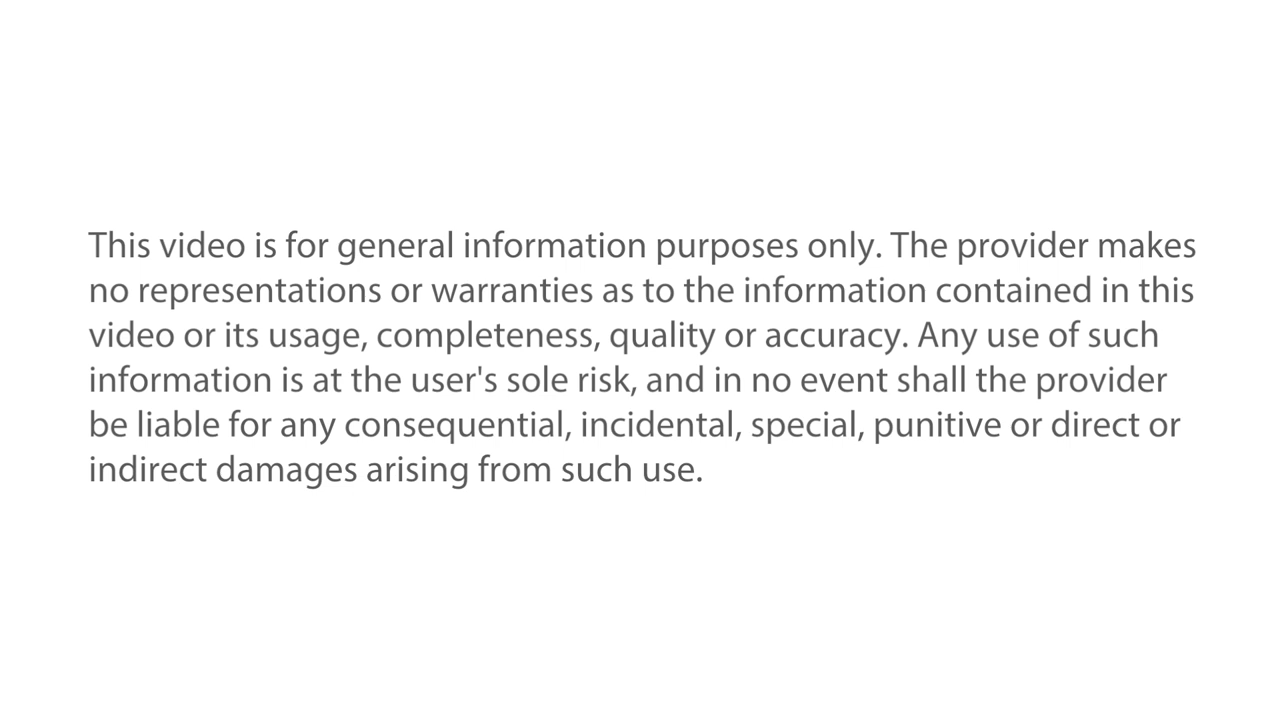 This video is for general information purposes only. The provider makes
no representations or warranties as to the information contained in this
video or its usage, completeness, quality or accuracy. Any use of such
information is at the user's sole risk, and in no event shall the provider
be liable for any consequential, incidental, special, punitive or direct or
indirect damages arising from such use.